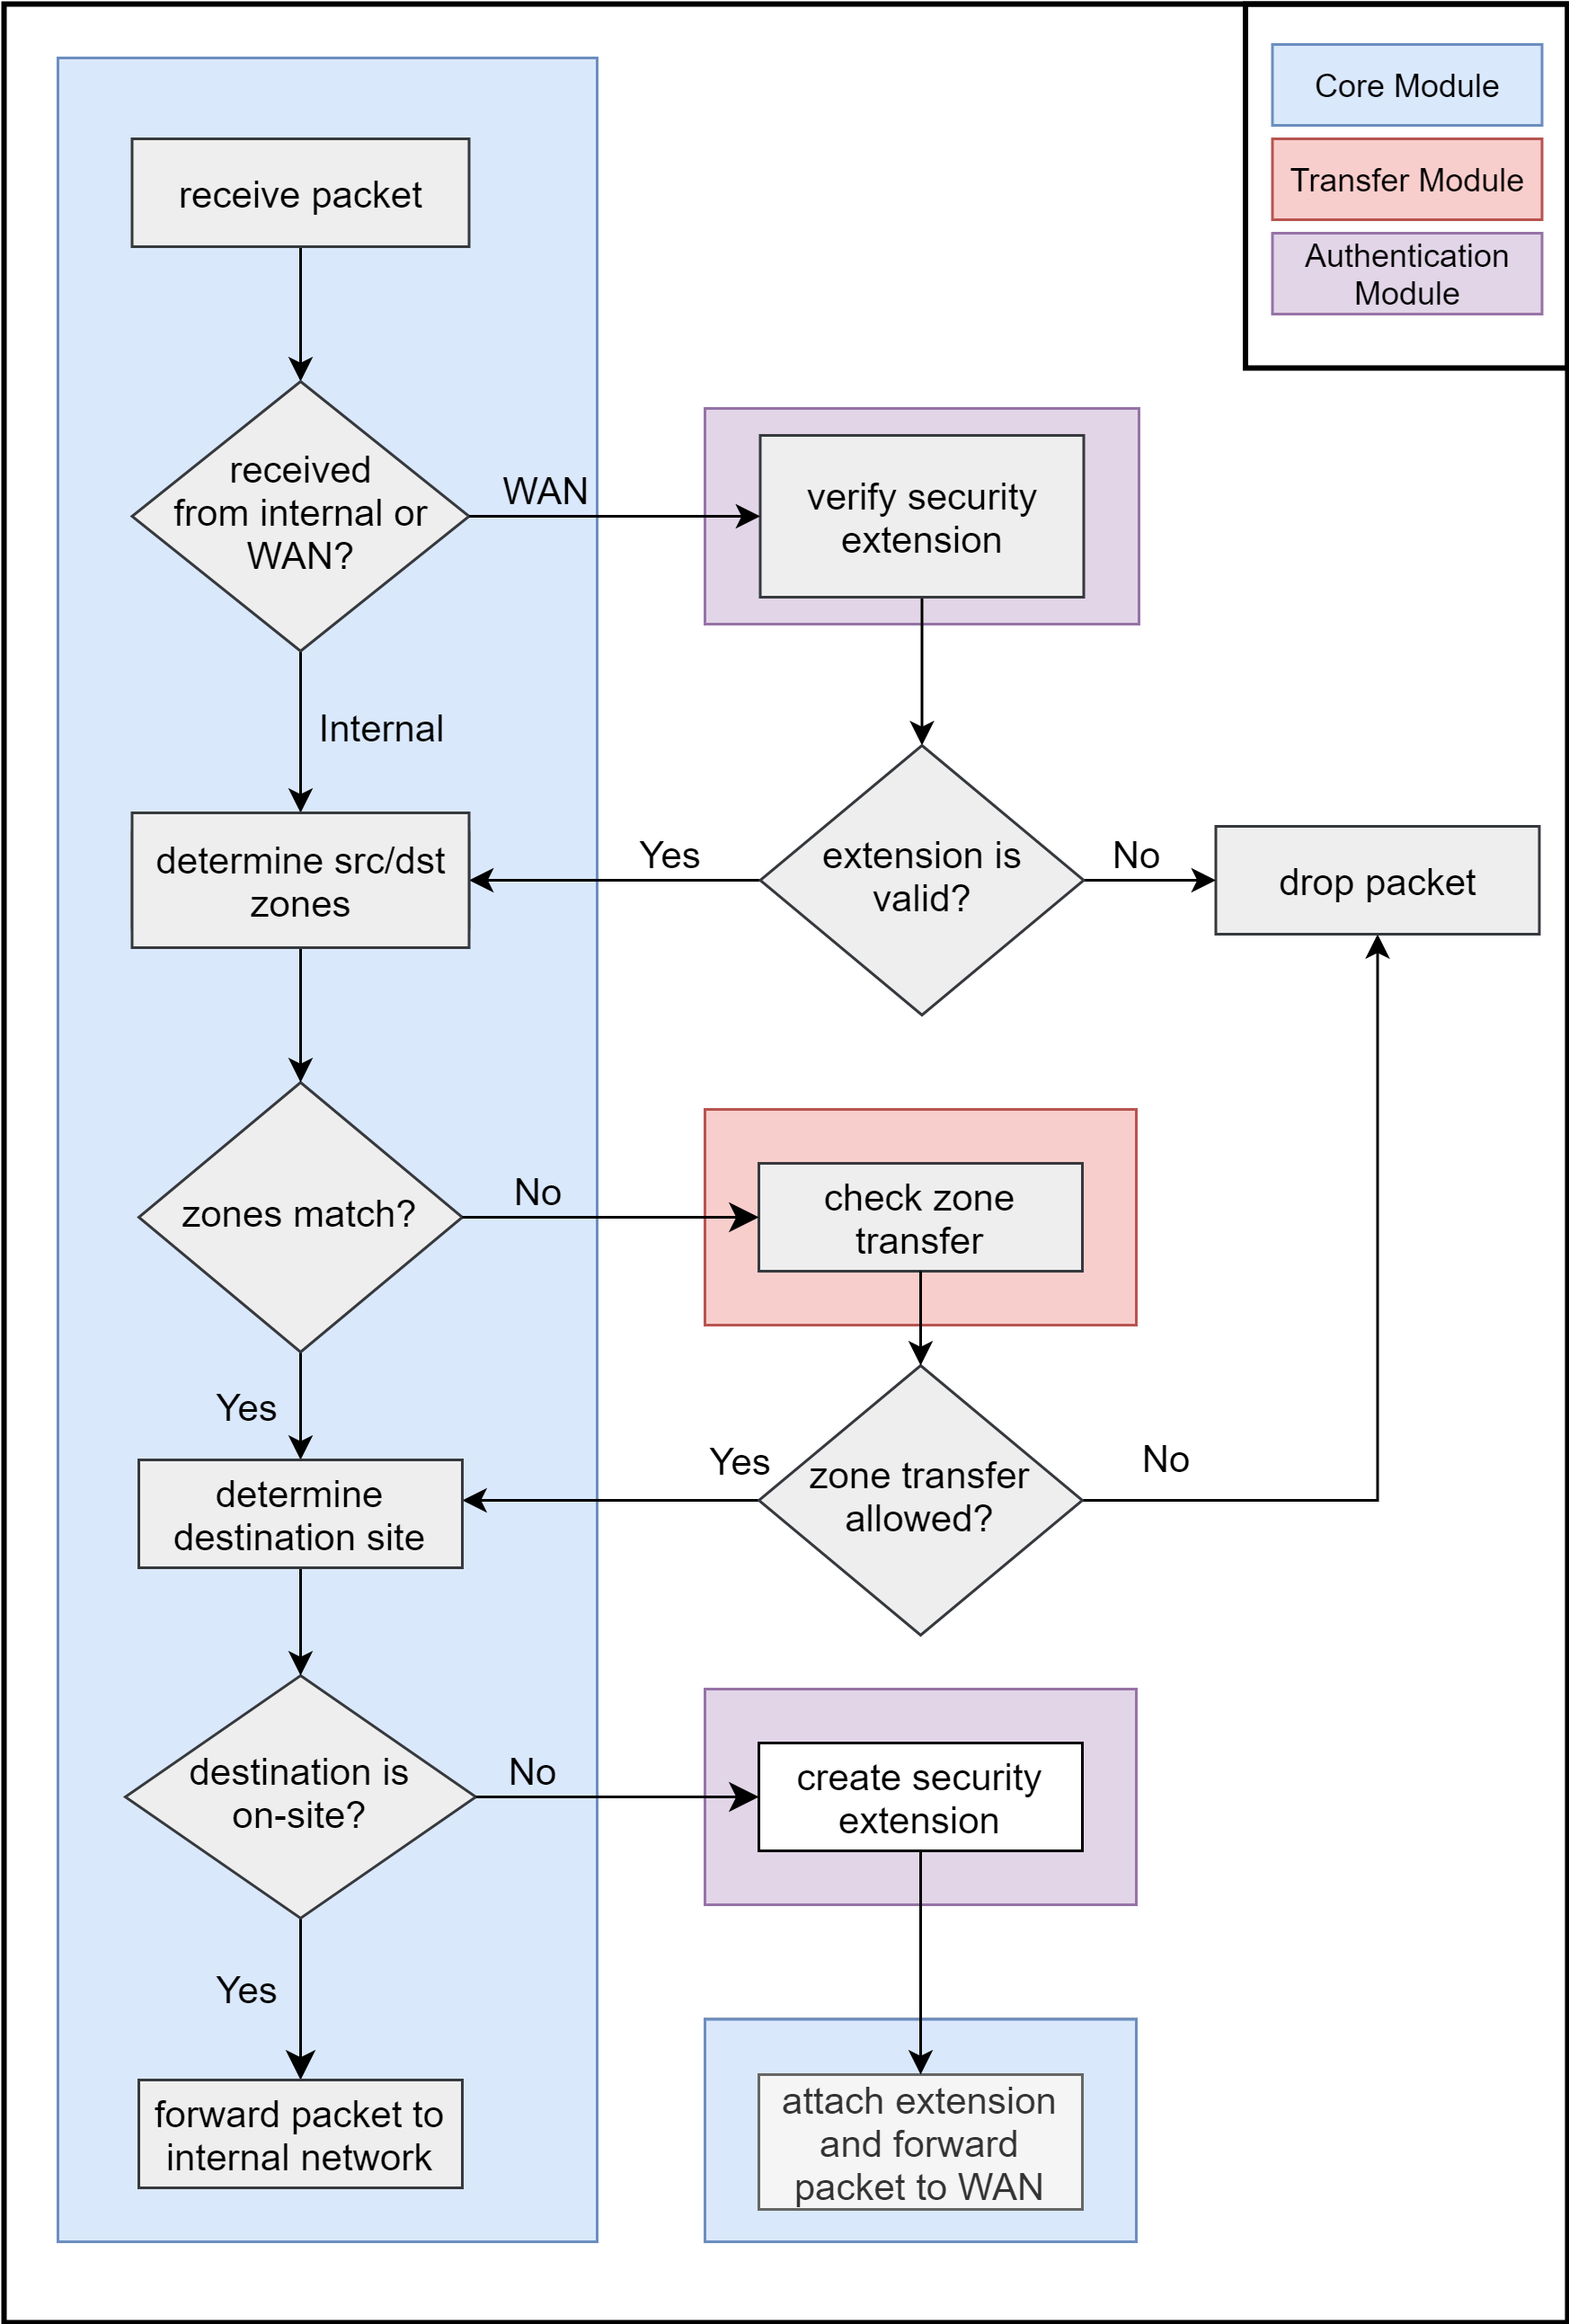 Core Module
Transfer Module
Authentication
Module
receive packet
received
from internal or
WAN?
WAN
verify security
extension
Internal
determine src/dst
zones
Yes
extension is
valid?
No
drop packet
zones match?
No
check zone
transfer
Yes
determine
destination site
Yes
zone transfer
allowed?
No
destination is
on-site?
No
create security
extension
Yes
forward packet to
internal network
attach extension
and forward
packet to WAN